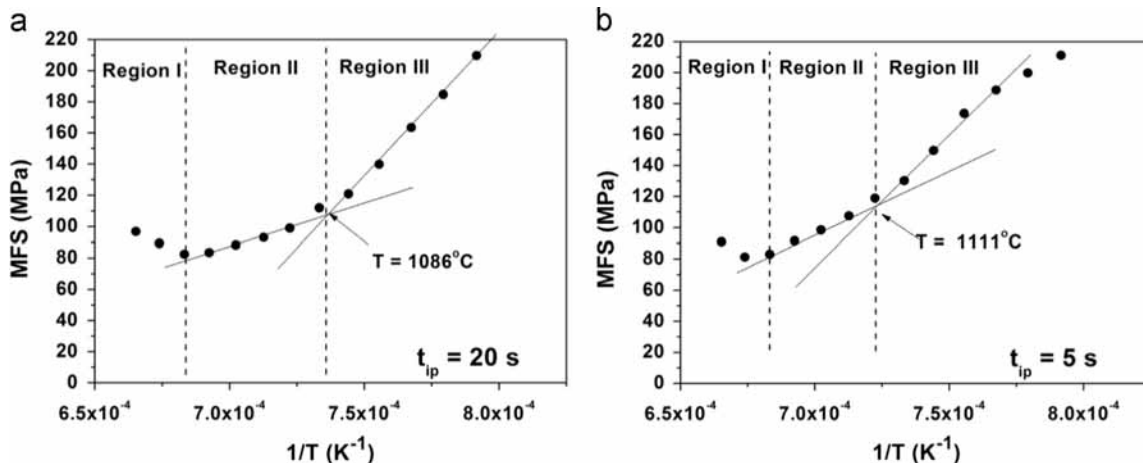 a
220
200
180
160
140
120
100
80
60
40
20
0
MFS (MPa)
Region I
Region II
Region III
T = 1086°C
t_ip = 20 s
6.5x10⁻⁴
7.0x10⁻⁴
7.5x10⁻⁴
8.0x10⁻⁴
1/T (K⁻¹)
b
220
200
180
160
140
120
100
80
60
40
20
0
MFS (MPa)
Region I
Region II
Region III
T = 1111°C
t_ip = 5 s
6.5x10⁻⁴
7.0x10⁻⁴
7.5x10⁻⁴
8.0x10⁻⁴
1/T (K⁻¹)